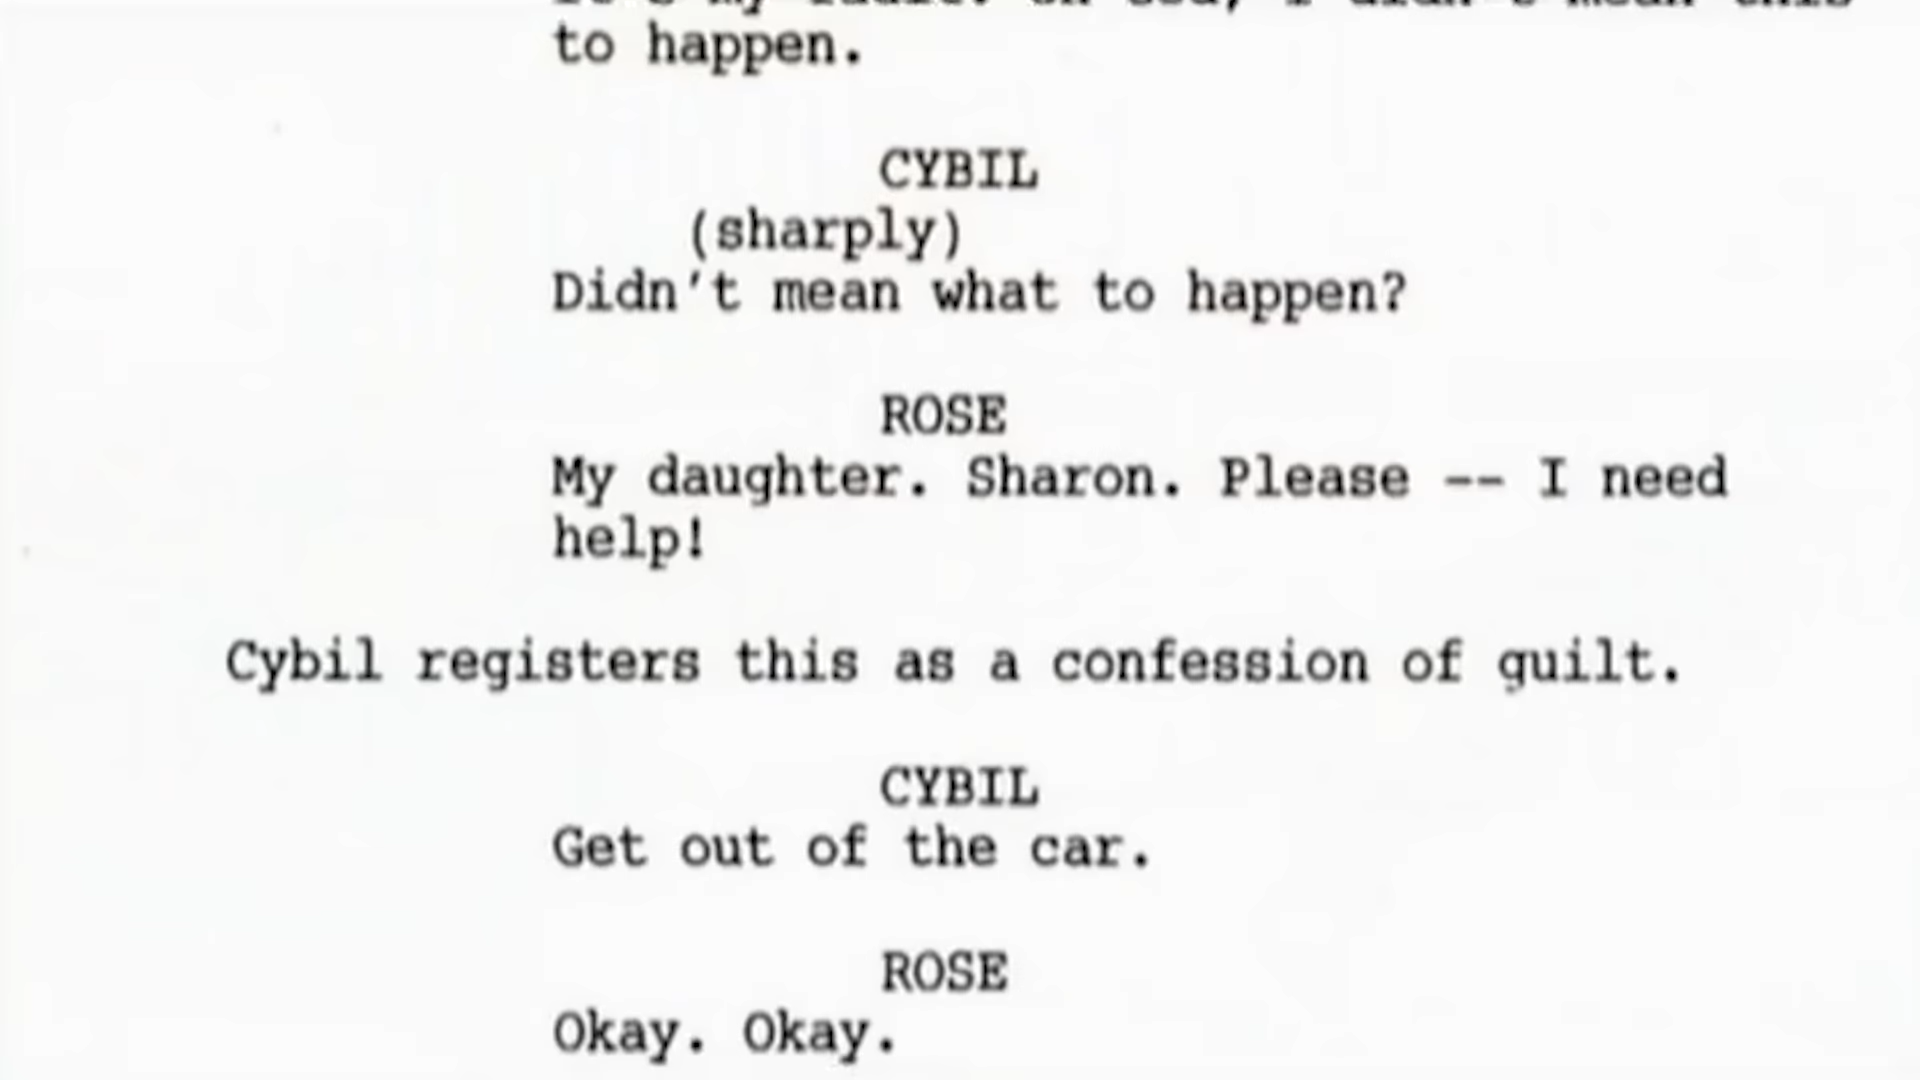 to happen.
CYBIL
(sharply)
Didn't mean what to happen?
ROSE
My daughter. Sharon. Please -- I need
help!
Cybil registers this as a confession of guilt.
CYBIL
Get out of the car.
ROSE
Okay. Okay.